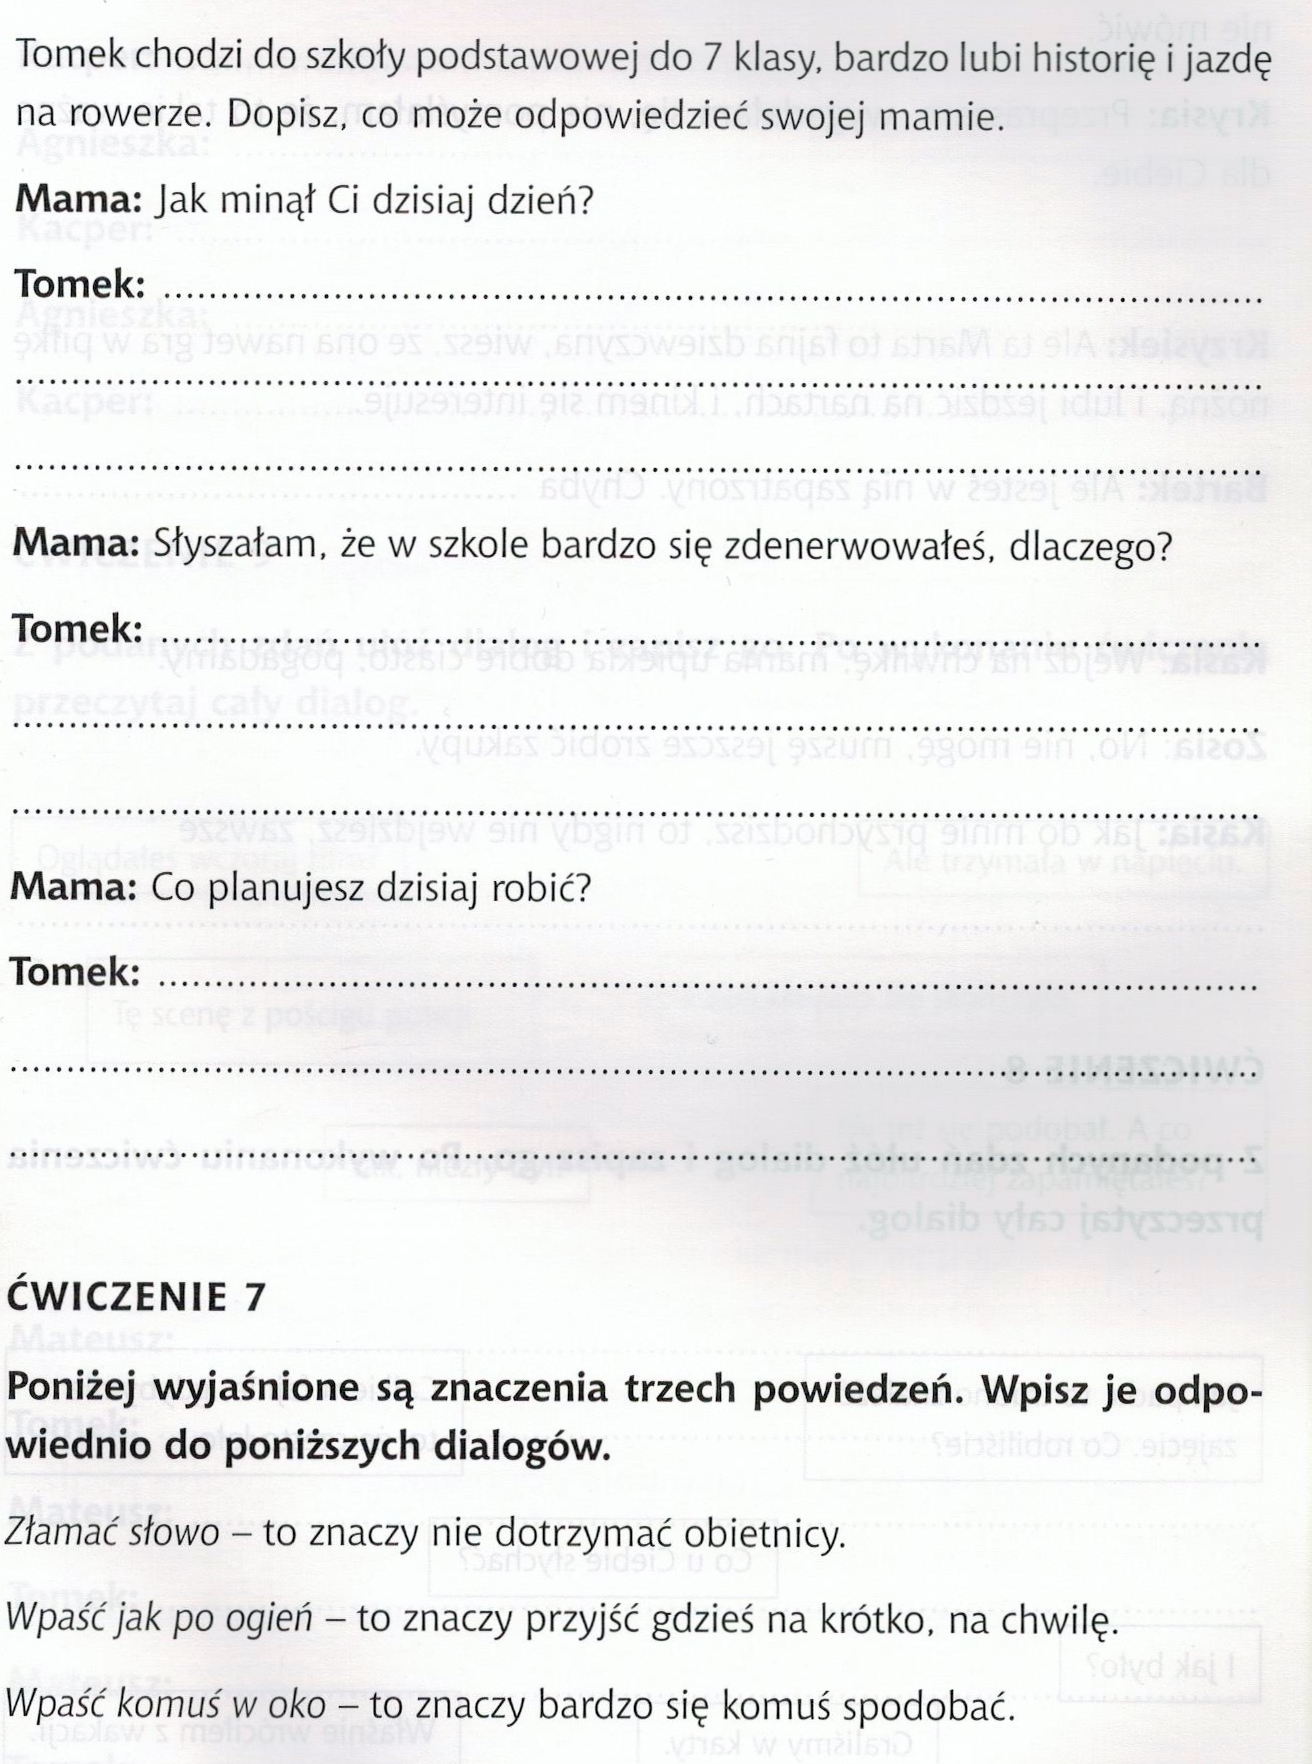 Tomek chodzi do szkoły podstawowej do 7 klasy, bardzo lubi historię i jazdę
na rowerze. Dopisz, co może odpowiedzieć swojej mamie.
Mama: Jak minął Ci dzisiaj dzień?
Tomek: ..........................................................................................
..........................................................................................
..........................................................................................
Mama: Słyszałam, że w szkole bardzo się zdenerwowałeś, dlaczego?
Tomek: ..........................................................................................
..........................................................................................
..........................................................................................
Mama: Co planujesz dzisiaj robić?
Tomek: ..........................................................................................
..........................................................................................
..........................................................................................
ĆWICZENIE 7
Poniżej wyjaśnione są znaczenia trzech powiedzeń. Wpisz je odpo-
wiednio do poniższych dialogów.
Złamać słowo – to znaczy nie dotrzymać obietnicy.
Wpaść jak po ogień – to znaczy przyjść gdzieś na krótko, na chwilę.
Wpaść komuś w oko – to znaczy bardzo się komuś spodobać.